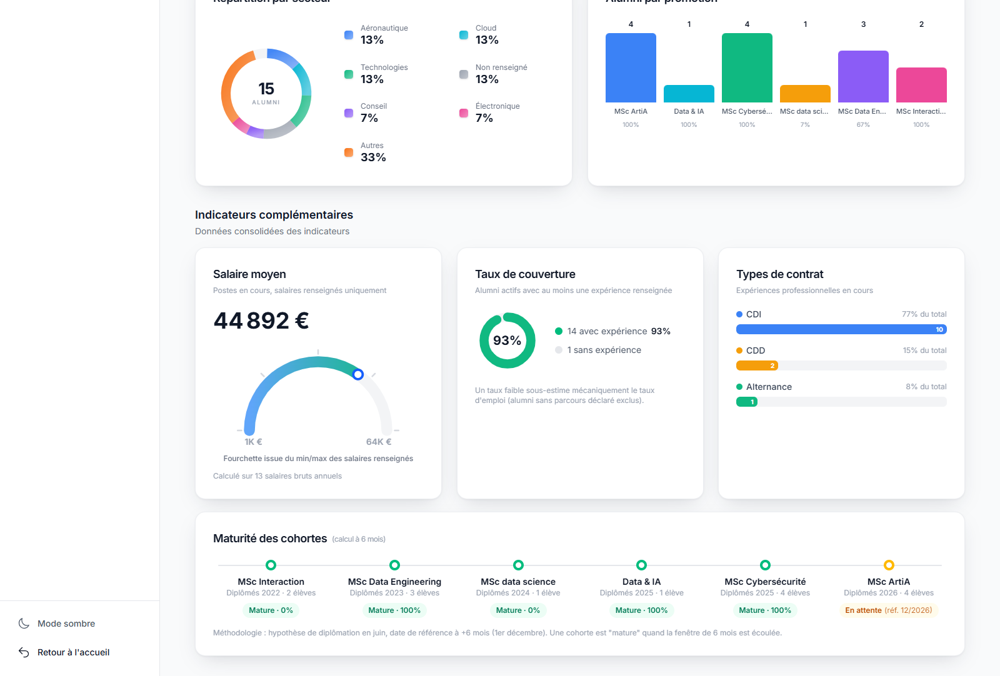 Répartition par secteur
15
ALUMNI
Aéronautique
13%
Cloud
13%
Technologies
13%
Non renseigné
13%
Conseil
7%
Électronique
7%
Autres
33%
Alumni par promotion
4 1 4 1 3 2
MSc ArtiA Data & IA MSc Cybersé... MSc data sci... MSc Data En... MSc Interacti...
100% 100% 100% 7% 67% 100%
Indicateurs complémentaires
Données consolidées des indicateurs
Salaire moyen
Postes en cours, salaires renseignés uniquement
44 892 €
1K € 64K €
Fourchette issue du min/max des salaires renseignés
Calculé sur 13 salaires bruts annuels
Taux de couverture
Alumni actifs avec au moins une expérience renseignée
93%
14 avec expérience 93%
1 sans expérience
Un taux faible sous-estime mécaniquement le taux
d'emploi (alumni sans parcours déclaré exclus).
Types de contrat
Expériences professionnelles en cours
CDI 77% du total
10
CDD 15% du total
2
Alternance 8% du total
1
Maturité des cohortes (calcul à 6 mois)
MSc Interaction
Diplômés 2022 · 2 élèves
Mature · 0%
MSc Data Engineering
Diplômés 2023 · 3 élèves
Mature · 100%
MSc data science
Diplômés 2024 · 1 élève
Mature · 0%
Data & IA
Diplômés 2025 · 1 élève
Mature · 100%
MSc Cybersécurité
Diplômés 2025 · 4 élèves
Mature · 100%
MSc ArtiA
Diplômés 2026 · 4 élèves
En attente (réf. 12/2026)
Méthodologie : hypothèse de diplômation en juin, date de référence à +6 mois (1er décembre). Une cohorte est "mature" quand la fenêtre de 6 mois est écoulée.
Mode sombre
Retour à l'accueil